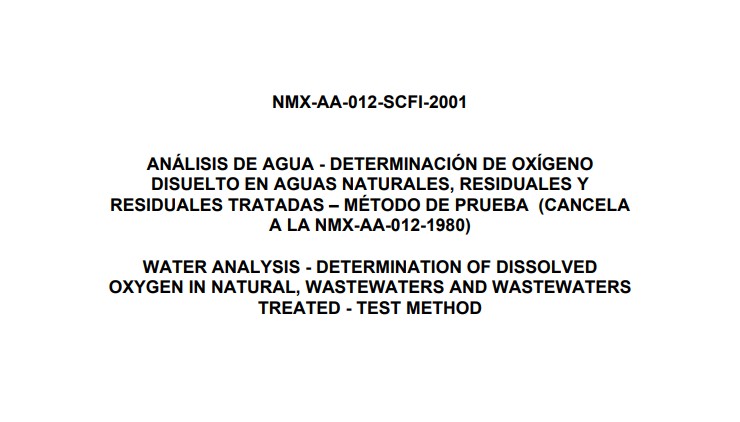 NMX-AA-012-SCFI-2001
ANÁLISIS DE AGUA - DETERMINACIÓN DE OXÍGENO
DISUELTO EN AGUAS NATURALES, RESIDUALES Y
RESIDUALES TRATADAS – MÉTODO DE PRUEBA (CANCELA
A LA NMX-AA-012-1980)
WATER ANALYSIS - DETERMINATION OF DISSOLVED
OXYGEN IN NATURAL, WASTEWATERS AND WASTEWATERS
TREATED - TEST METHOD